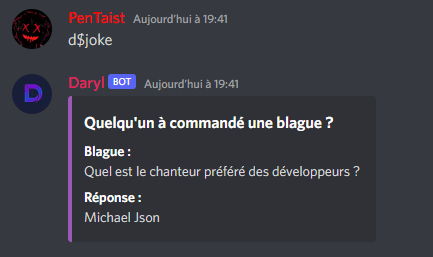 PenTaist Aujourd'hui à 19:41
d$joke
D
Daryl BOT Aujourd'hui à 19:41
Quelqu'un à commandé une blague ?
Blague :
Quel est le chanteur préféré des développeurs ?
Réponse :
Michael Json